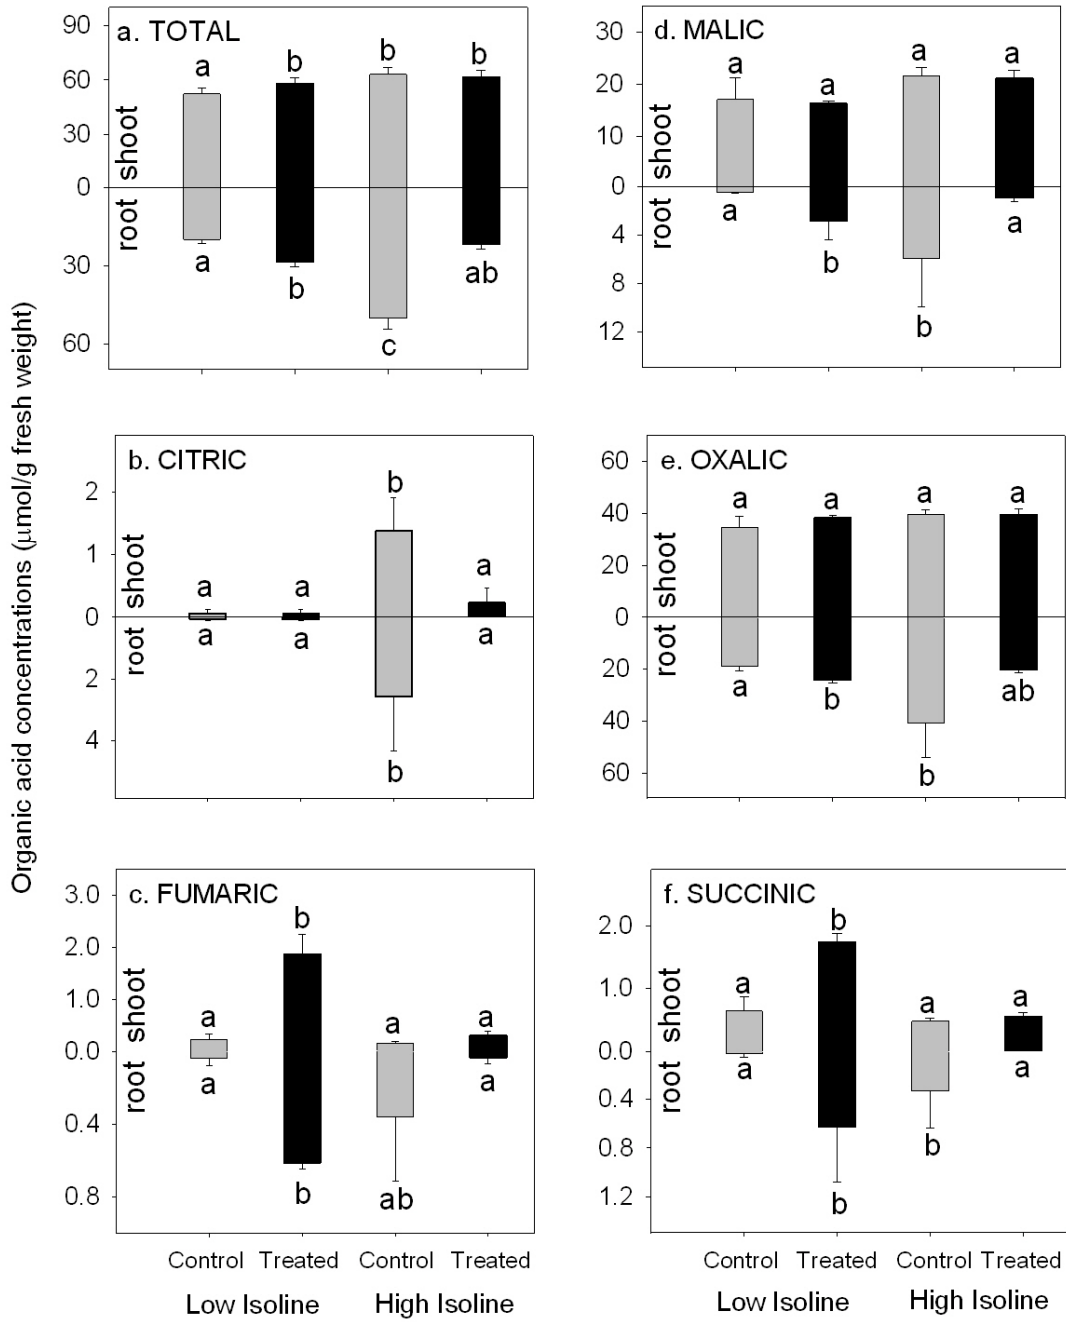 Organic acid concentrations (µmol/g fresh weight)
a. TOTAL
90
60
30
0
30
60
shoot
root
a b b b
a b c ab
d. MALIC
30
20
10
0
4
8
12
shoot
root
a a a a
a b b a
b. CITRIC
2
1
0
2
4
shoot
root
a a b a
a a b a
e. OXALIC
60
40
20
0
20
40
60
shoot
root
a a a a
a b b ab
c. FUMARIC
3.0
2.0
1.0
0.0
0.4
0.8
shoot
root
a b a a
a b ab a
Control Treated Control Treated
Low Isoline High Isoline
f. SUCCINIC
2.0
1.0
0.0
0.4
0.8
1.2
shoot
root
a b a a
a b b a
Control Treated Control Treated
Low Isoline High Isoline